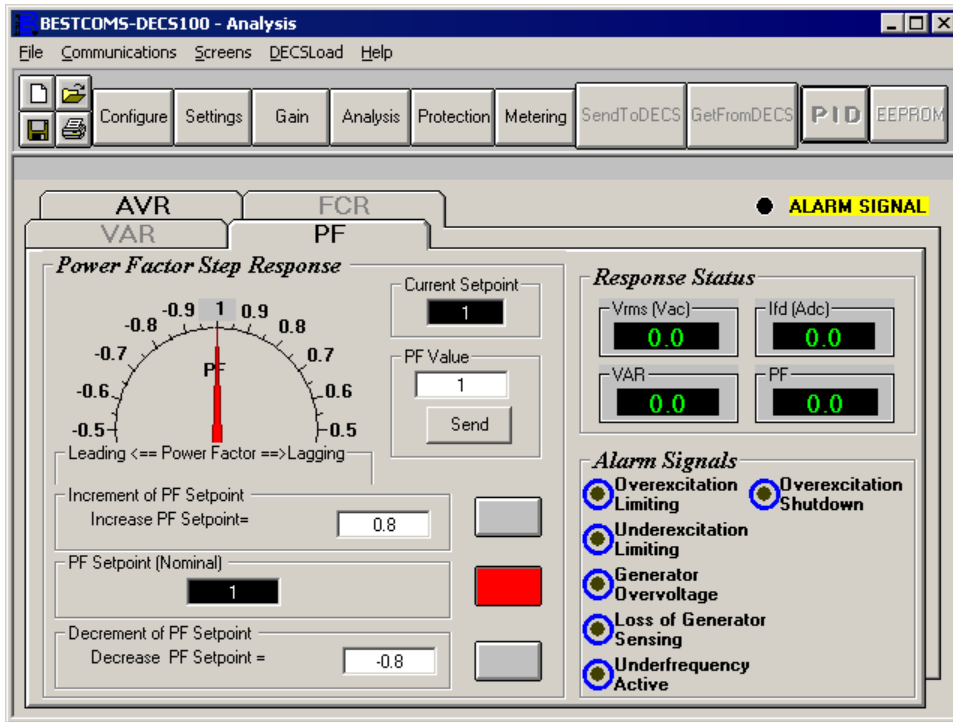 BESTCOMS-DECS100 - Analysis
File Communications Screens DECSLoad Help
Configure Settings Gain Analysis Protection Metering SendToDECS GetFromDECS PID EEPROM
AVR FCR
ALARM SIGNAL
VAR PF
Power Factor Step Response
-0.5 -0.6 -0.7 -0.8 -0.9 1 0.9 0.8 0.7 0.6 0.5
PF
Leading <== Power Factor ==>Lagging
Current Setpoint
1
PF Value
1
Send
Increment of PF Setpoint
Increase PF Setpoint= 0.8
PF Setpoint (Nominal)
1
Decrement of PF Setpoint
Decrease PF Setpoint = -0.8
Response Status
Vrms (Vac) Ifd (Adc)
0.0 0.0
VAR PF
0.0 0.0
Alarm Signals
Overexcitation
Limiting
Overexcitation
Shutdown
Underexcitation
Limiting
Generator
Overvoltage
Loss of Generator
Sensing
Underfrequency
Active